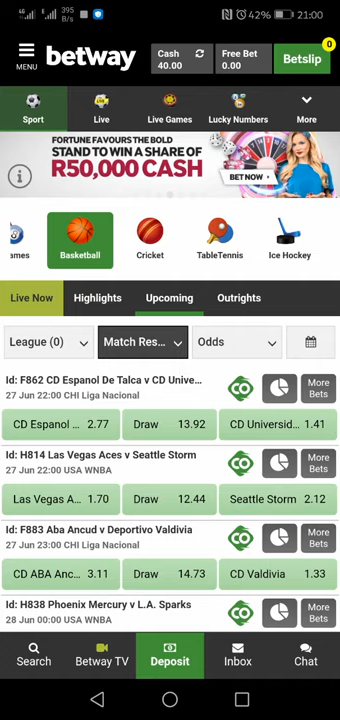 4G 395 B/s 42% 21:00
MENU betway Cash 40.00 Free Bet 0.00 Betslip 0
Sport Live Live Games Lucky Numbers More
FORTUNE FAVOURS THE BOLD
STAND TO WIN A SHARE OF
R50,000 CASH
BET NOW
ames Basketball Cricket TableTennis Ice Hockey
Live Now Highlights Upcoming Outrights
League (0) Match Res... Odds
Id: F862 CD Espanol De Talca v CD Unive...
27 Jun 22:00 CHI Liga Nacional
More Bets
CD Espanol ... 2.77 Draw 13.92 CD Universid... 1.41
Id: H814 Las Vegas Aces v Seattle Storm
27 Jun 22:00 USA WNBA
More Bets
Las Vegas A... 1.70 Draw 12.44 Seattle Storm 2.12
Id: F883 Aba Ancud v Deportivo Valdivia
27 Jun 23:00 CHI Liga Nacional
More Bets
CD ABA Anc... 3.11 Draw 14.73 CD Valdivia 1.33
Id: H838 Phoenix Mercury v L.A. Sparks
28 Jun 00:00 USA WNBA
More Bets
Search Betway TV Deposit Inbox Chat